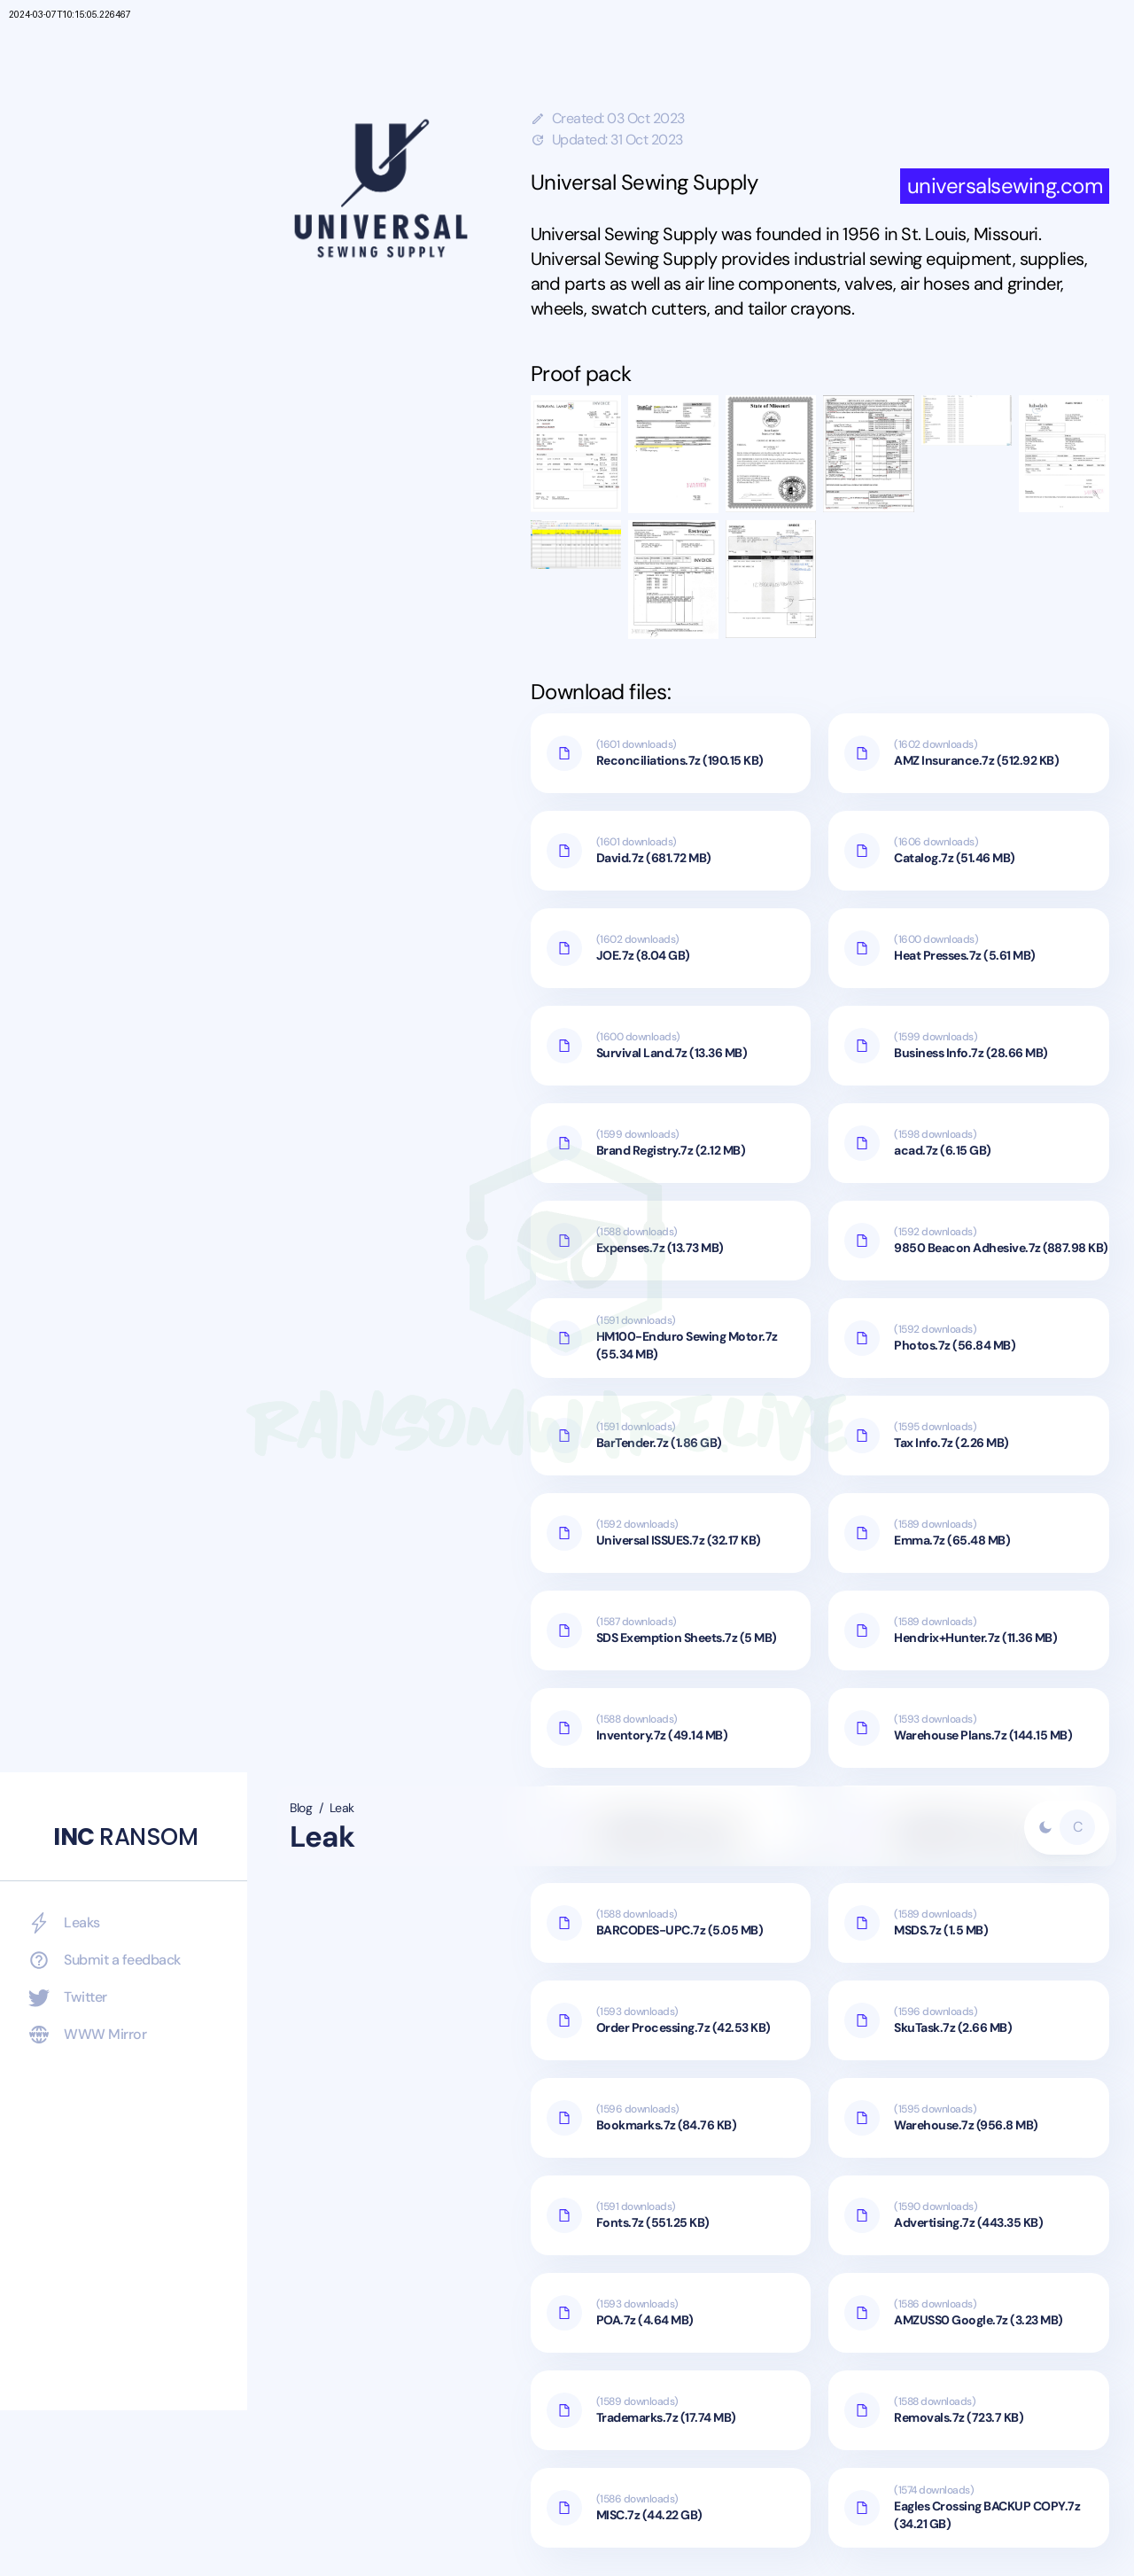 2024-03-07T10:15:05.226467
UNIVERSAL
SEWING SUPPLY
Created: 03 Oct 2023
Updated: 31 Oct 2023
Universal Sewing Supply
universalsewing.com
Universal Sewing Supply was founded in 1956 in St. Louis, Missouri.
Universal Sewing Supply provides industrial sewing equipment, supplies,
and parts as well as air line components, valves, air hoses and grinder,
wheels, swatch cutters, and tailor crayons.
Proof pack
INVOICE
State of Missouri
INVOICE
Download files:
(1601 downloads)
Reconciliations.7z (190.15 KB)
(1602 downloads)
AMZ Insurance.7z (512.92 KB)
(1601 downloads)
David.7z (681.72 MB)
(1606 downloads)
Catalog.7z (51.46 MB)
(1602 downloads)
JOE.7z (8.04 GB)
(1600 downloads)
Heat Presses.7z (5.61 MB)
(1600 downloads)
Survival Land.7z (13.36 MB)
(1599 downloads)
Business Info.7z (28.66 MB)
(1599 downloads)
Brand Registry.7z (2.12 MB)
(1598 downloads)
acad.7z (6.15 GB)
(1588 downloads)
Expenses.7z (13.73 MB)
(1592 downloads)
9850 Beacon Adhesive.7z (887.98 KB)
(1591 downloads)
HM100-Enduro Sewing Motor.7z
(55.34 MB)
(1592 downloads)
Photos.7z (56.84 MB)
RANSOMWARE LIVE
(1591 downloads)
BarTender.7z (1.86 GB)
(1595 downloads)
Tax Info.7z (2.26 MB)
(1592 downloads)
Universal ISSUES.7z (32.17 KB)
(1589 downloads)
Emma.7z (65.48 MB)
(1587 downloads)
SDS Exemption Sheets.7z (5 MB)
(1589 downloads)
Hendrix+Hunter.7z (11.36 MB)
(1588 downloads)
Inventory.7z (49.14 MB)
(1593 downloads)
Warehouse Plans.7z (144.15 MB)
INC RANSOM
Blog / Leak
Leak
C
Leaks
Submit a feedback
Twitter
WWW Mirror
(1588 downloads)
BARCODES-UPC.7z (5.05 MB)
(1589 downloads)
MSDS.7z (1.5 MB)
(1593 downloads)
Order Processing.7z (42.53 KB)
(1596 downloads)
SkuTask.7z (2.66 MB)
(1596 downloads)
Bookmarks.7z (84.76 KB)
(1595 downloads)
Warehouse.7z (956.8 MB)
(1591 downloads)
Fonts.7z (551.25 KB)
(1590 downloads)
Advertising.7z (443.35 KB)
(1593 downloads)
POA.7z (4.64 MB)
(1586 downloads)
AMZUSS0 Google.7z (3.23 MB)
(1589 downloads)
Trademarks.7z (17.74 MB)
(1588 downloads)
Removals.7z (723.7 KB)
(1586 downloads)
MISC.7z (44.22 GB)
(1574 downloads)
Eagles Crossing BACKUP COPY.7z
(34.21 GB)